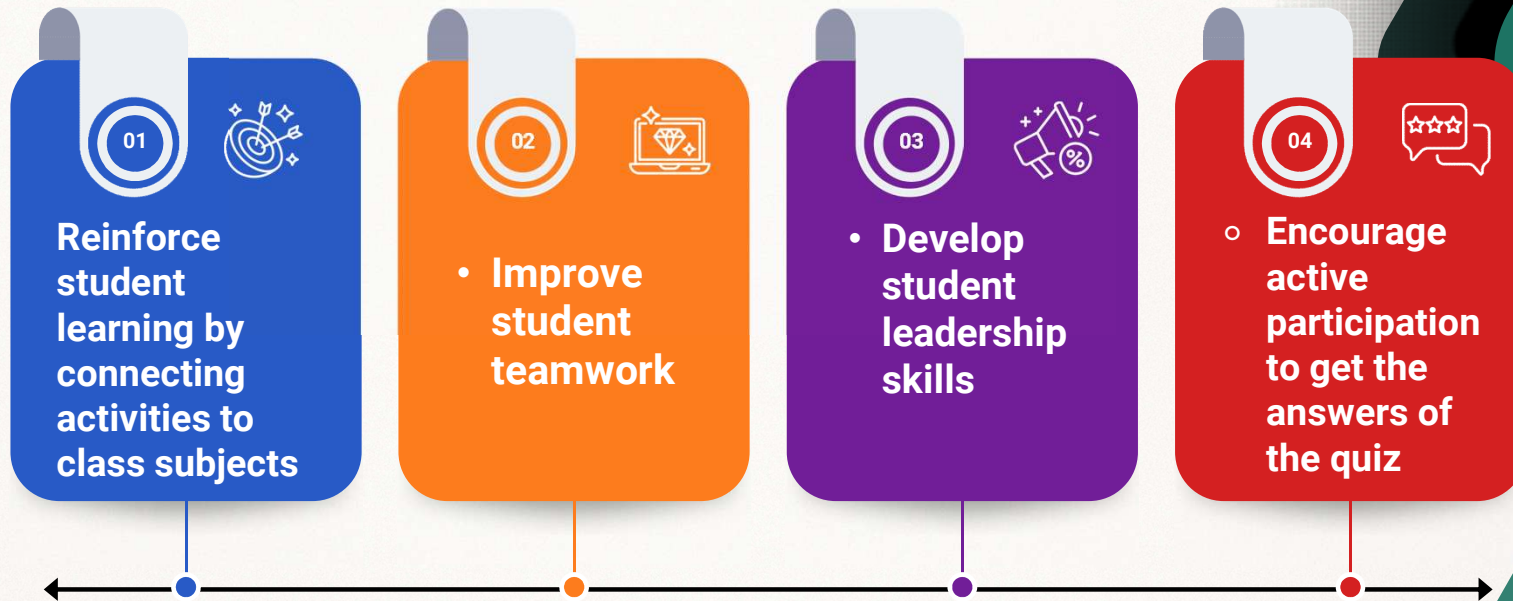 01
Reinforce
student
learning by
connecting
activities to
class subjects
02
• Improve
student
teamwork
03
%
• Develop
student
leadership
skills
04
○ Encourage
active
participation
to get the
answers of
the quiz